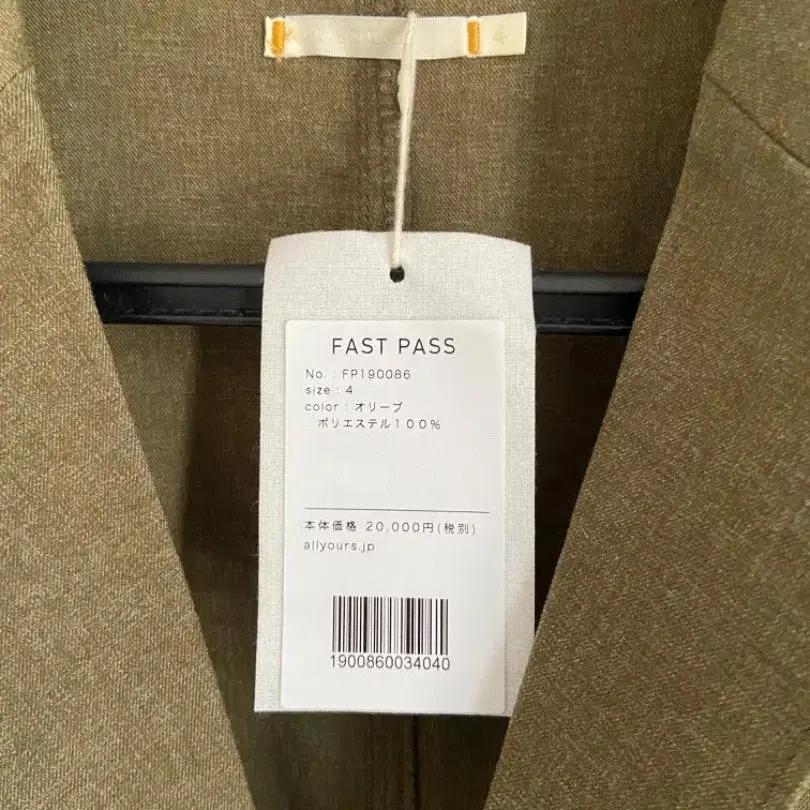 FAST PASS
No. : FP190086
size : 4
color : オリーブ
ポリエステル100%
本体価格 20,000円(税別)
allyours.jp
1900860034040